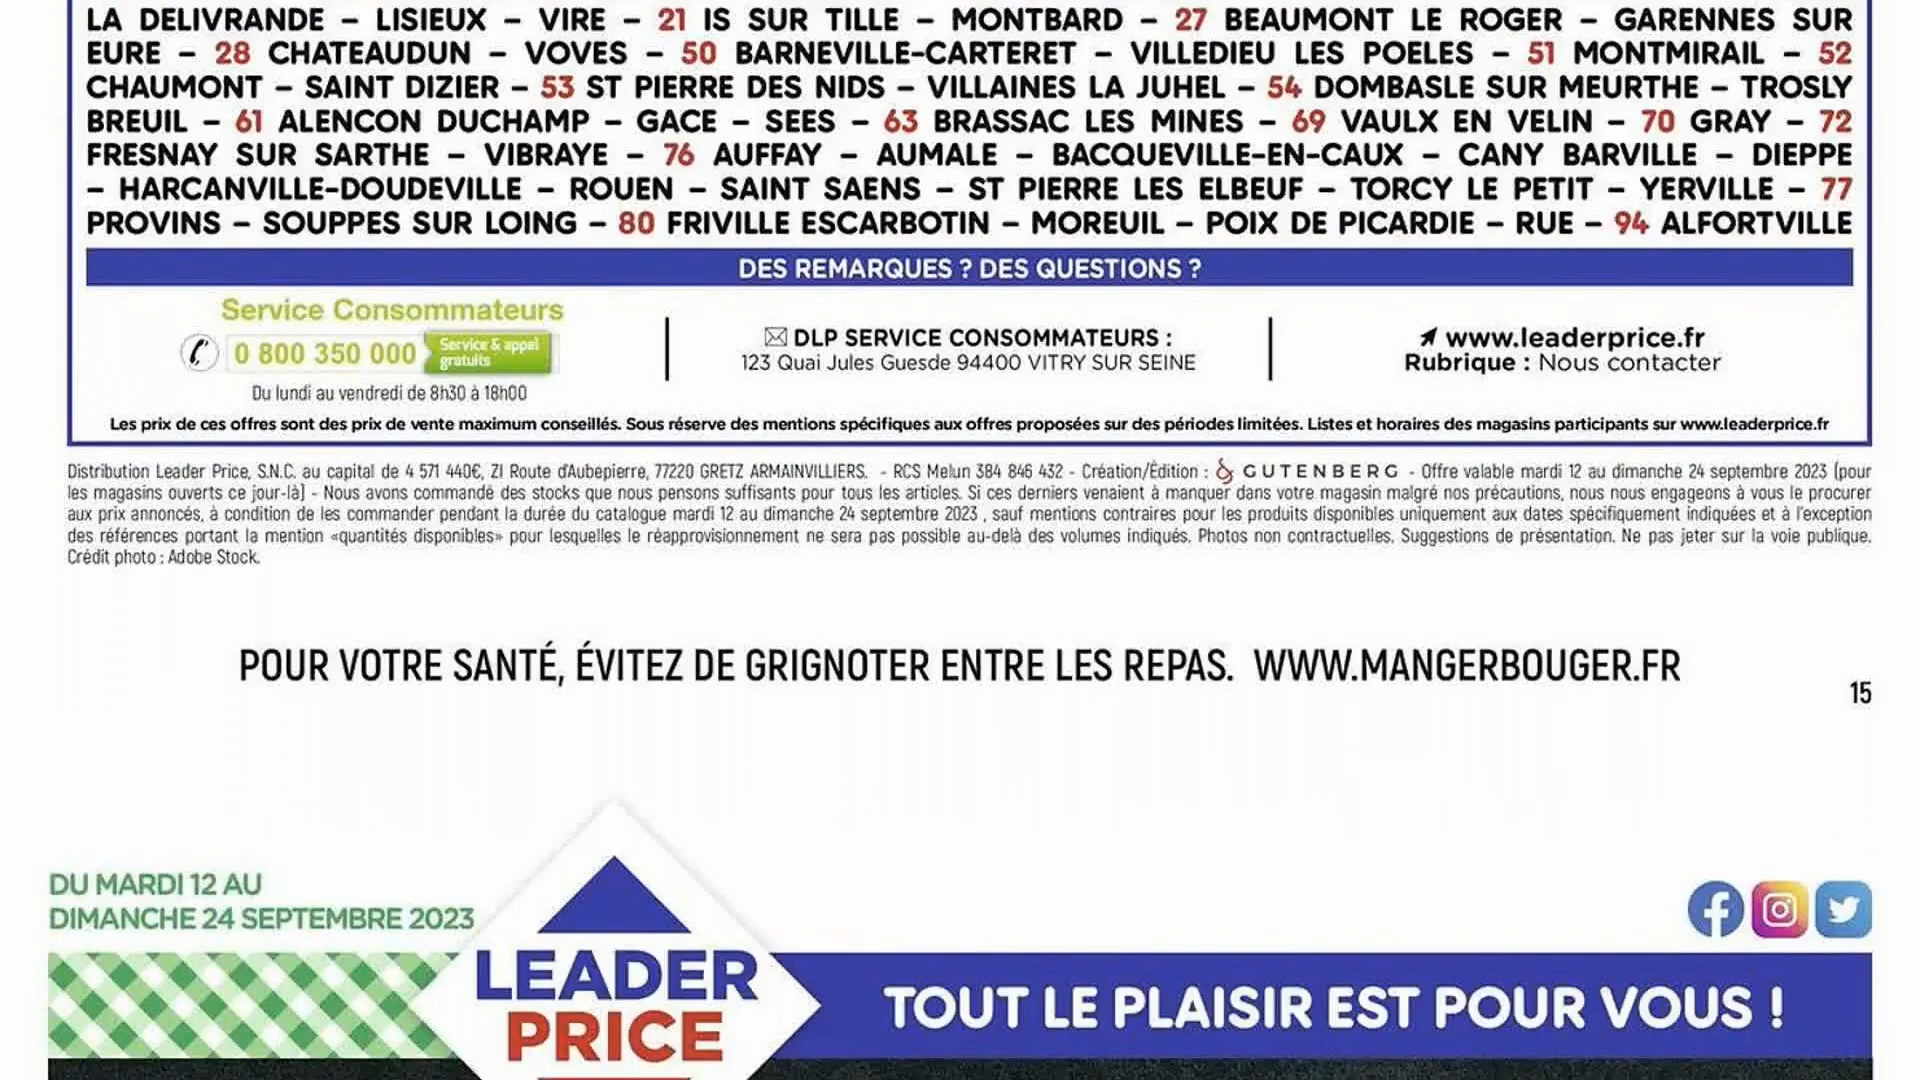 LA DELIVRANDE – LISIEUX – VIRE – 21 IS SUR TILLE – MONTBARD – 27 BEAUMONT LE ROGER – GARENNES SUR
EURE – 28 CHATEAUDUN – VOVES – 50 BARNEVILLE-CARTERET – VILLEDIEU LES POELES – 51 MONTMIRAIL – 52
CHAUMONT – SAINT DIZIER – 53 ST PIERRE DES NIDS – VILLAINES LA JUHEL – 54 DOMBASLE SUR MEURTHE – TROSLY
BREUIL – 61 ALENCON DUCHAMP – GACE – SEES – 63 BRASSAC LES MINES – 69 VAULX EN VELIN – 70 GRAY – 72
FRESNAY SUR SARTHE – VIBRAYE – 76 AUFFAY – AUMALE – BACQUEVILLE-EN-CAUX – CANY BARVILLE – DIEPPE
– HARCANVILLE-DOUDEVILLE – ROUEN – SAINT SAENS – ST PIERRE LES ELBEUF – TORCY LE PETIT – YERVILLE – 77
PROVINS – SOUPPES SUR LOING – 80 FRIVILLE ESCARBOTIN – MOREUIL – POIX DE PICARDIE – RUE – 94 ALFORTVILLE
DES REMARQUES ? DES QUESTIONS ?
Service Consommateurs
0 800 350 000 Service & appel
gratuits
Du lundi au vendredi de 8h30 à 18h00
DLP SERVICE CONSOMMATEURS :
123 Quai Jules Guesde 94400 VITRY SUR SEINE
www.leaderprice.fr
Rubrique : Nous contacter
Les prix de ces offres sont des prix de vente maximum conseillés. Sous réserve des mentions spécifiques aux offres proposées sur des périodes limitées. Listes et horaires des magasins participants sur www.leaderprice.fr
Distribution Leader Price, S.N.C. au capital de 4 571 440€, ZI Route d'Aubepierre, 77220 GRETZ ARMAINVILLIERS. - RCS Melun 384 846 432 - Création/Édition : GUTENBERG - Offre valable mardi 12 au dimanche 24 septembre 2023 (pour
les magasins ouverts ce jour-là) - Nous avons commandé des stocks que nous pensons suffisants pour tous les articles. Si ces derniers venaient à manquer dans votre magasin malgré nos précautions, nous nous engageons à vous le procurer
aux prix annoncés, à condition de les commander pendant la durée du catalogue mardi 12 au dimanche 24 septembre 2023 , sauf mentions contraires pour les produits disponibles uniquement aux dates spécifiquement indiquées et à l'exception
des références portant la mention «quantités disponibles» pour lesquelles le réapprovisionnement ne sera pas possible au-delà des volumes indiqués. Photos non contractuelles. Suggestions de présentation. Ne pas jeter sur la voie publique.
Crédit photo : Adobe Stock.
POUR VOTRE SANTÉ, ÉVITEZ DE GRIGNOTER ENTRE LES REPAS. WWW.MANGERBOUGER.FR
15
DU MARDI 12 AU
DIMANCHE 24 SEPTEMBRE 2023
LEADER
PRICE
TOUT LE PLAISIR EST POUR VOUS !